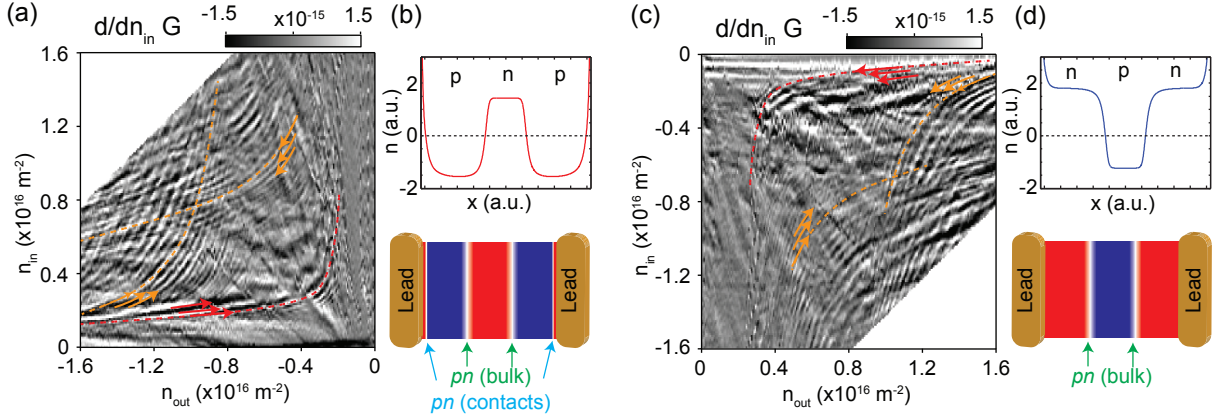 (a)
d/dn_in G
-1.5
x10^-15
1.5
n_in (x10^16 m^-2)
1.6
1.2
0.8
0.4
0
-1.6
-1.2
-0.8
-0.4
0
n_out (x10^16 m^-2)
(b)
p n p
n (a.u.)
2
0
-2
x (a.u.)
Lead
Lead
pn (bulk)
pn (contacts)
(c)
d/dn_in G
-1.5
x10^-15
1.5
n_in (x10^16 m^-2)
0
-0.4
-0.8
-1.2
-1.6
0
0.4
0.8
1.2
1.6
n_out (x10^16 m^-2)
(d)
n p n
n (a.u.)
2
0
-2
x (a.u.)
Lead
Lead
pn (bulk)